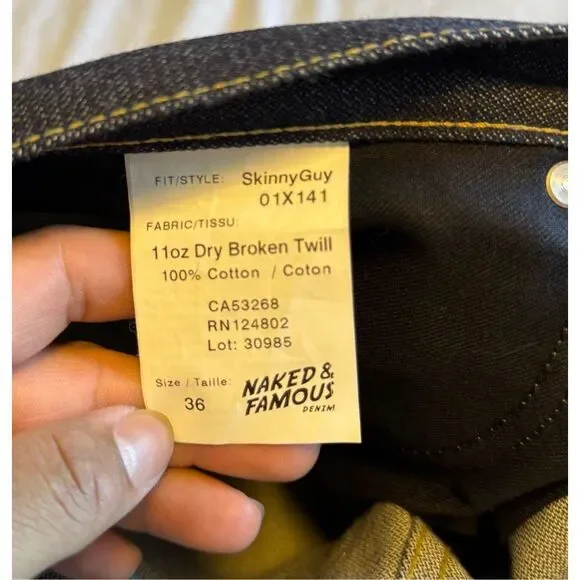 FIT/STYLE: SkinnyGuy
01X141
FABRIC/TISSU:
11oz Dry Broken Twill
100% Cotton / Coton
CA53268
RN124802
Lot: 30985
Size / Taille:
36
NAKED &
FAMOUS
DENIM